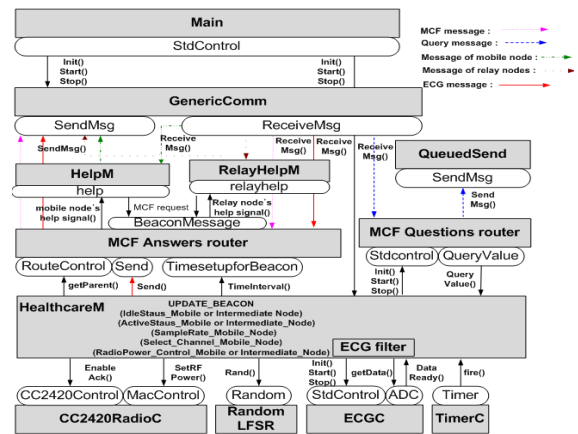 Main
StdControl
MCF message :
Query message :
Message of mobile node :
Message of relay nodes :
ECG message :
Init()
Start()
Stop()
Init()
Start()
Stop()
GenericComm
SendMsg
ReceiveMsg
SendMsg()
Receive
Msg()
Receive
Msg()
Receive
Msg()
Receive
Msg()
Receive
Msg()
QueuedSend
SendMsg
HelpM
help
RelayHelpM
relayhelp
Send
Msg()
mobile node's
help signal()
MCF request
Relay node's
help signal()
BeaconMessage
MCF Answers router
MCF Questions router
RouteControl
Send
TimesetupforBeacon
Stdcontrol
QueryValue
getParent()
Send()
TimeInterval()
Init()
Start()
Stop()
Query
Value()
HealthcareM
UPDATE_BEACON
(IdleStaus_Mobile or Intermediate Node)
(ActiveStaus_Mobile or Intermediate_Node)
(SampleRate_Mobile_Node)
(Select_Channel_Mobile_Node)
(RadioPower_Control_Mobile or Intermediate_Node)
ECG filter
Enable
Ack()
SetRF
Power()
Rand()
Init()
Start()
Stop()
getData()
Data
Ready()
fire()
CC2420Control
MacControl
Random
StdControl
ADC
Timer
CC2420RadioC
Random
LFSR
ECGC
TimerC